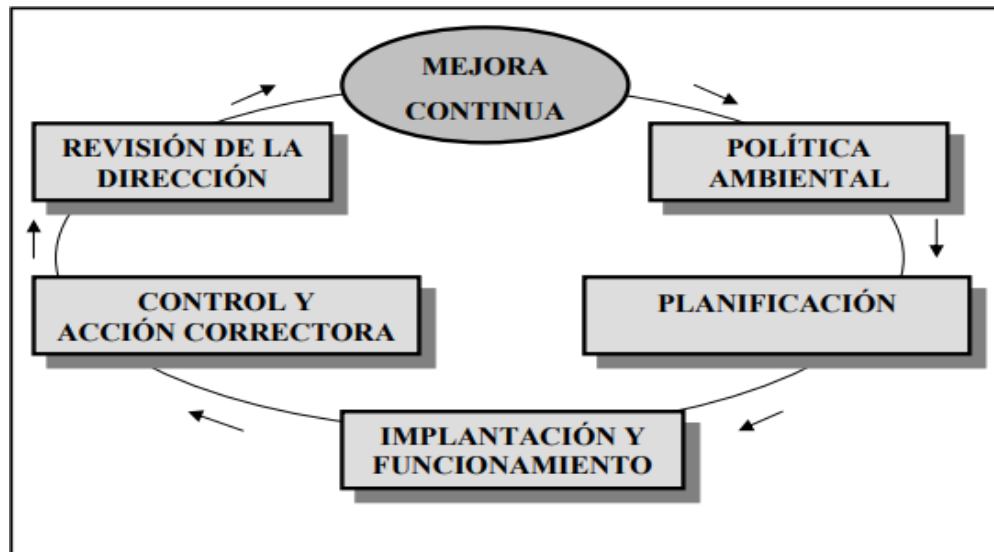 MEJORA
CONTINUA
REVISIÓN DE LA
DIRECCIÓN
POLÍTICA
AMBIENTAL
CONTROL Y
ACCIÓN CORRECTORA
PLANIFICACIÓN
IMPLANTACIÓN Y
FUNCIONAMIENTO